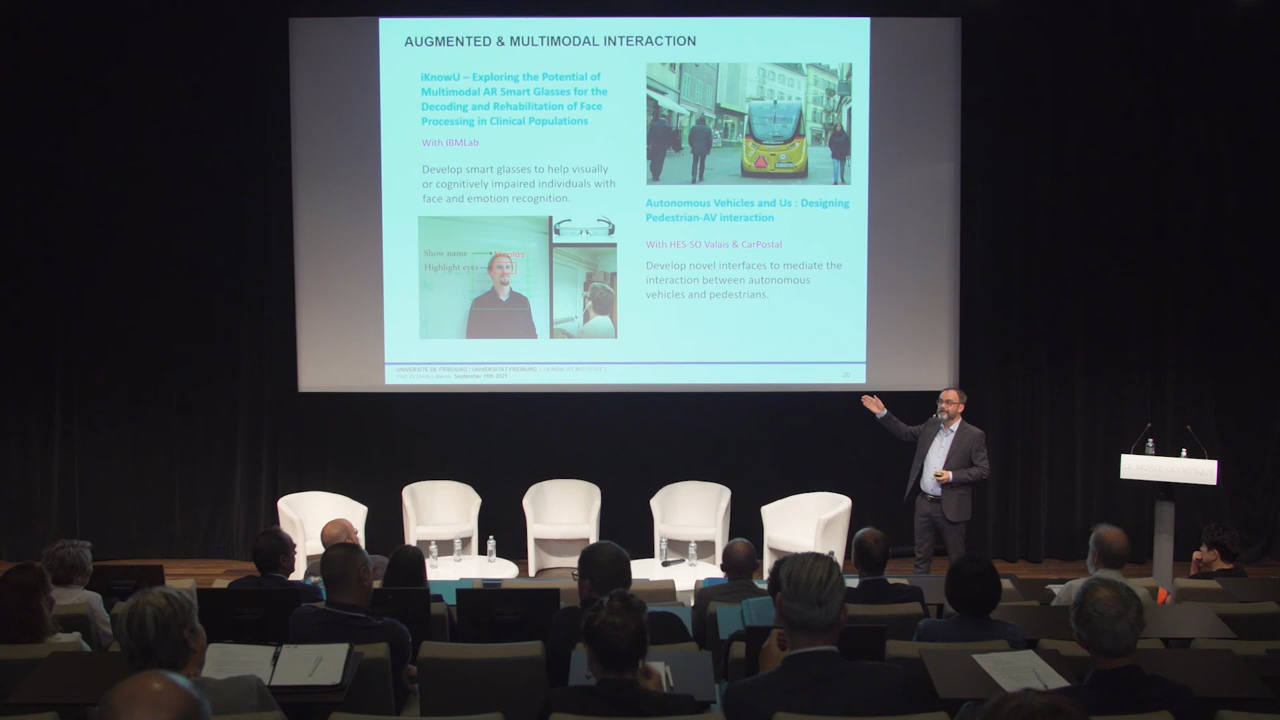 AUGMENTED & MULTIMODAL INTERACTION
iKnowU – Exploring the Potential of
Multimodal AR Smart Glasses for the
Decoding and Rehabilitation of Face
Processing in Clinical Populations
With IBMLab
Develop smart glasses to help visually
or cognitively impaired individuals with
face and emotion recognition.
Show name
Highlight eyes
Autonomous Vehicles and Us : Designing
Pedestrian-AV interaction
With HES-SO Valais & CarPostal
Develop novel interfaces to mediate the
interaction between autonomous
vehicles and pedestrians.
UNIVERSITÉ DE FRIBOURG / UNIVERSITÄT FREIBURG
20